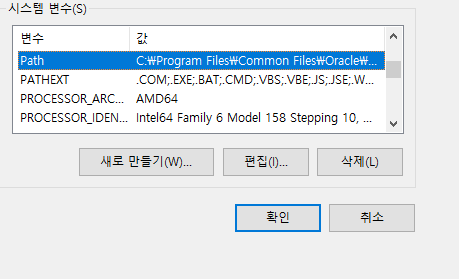 시스템 변수(S)
변수 값
Path C:₩Program Files₩Common Files₩Oracle₩...
PATHEXT .COM;.EXE;.BAT;.CMD;.VBS;.VBE;.JS;.JSE;.W...
PROCESSOR_ARC... AMD64
PROCESSOR_IDEN... Intel64 Family 6 Model 158 Stepping 10, ...
새로 만들기(W)... 편집(I)... 삭제(L)
확인 취소